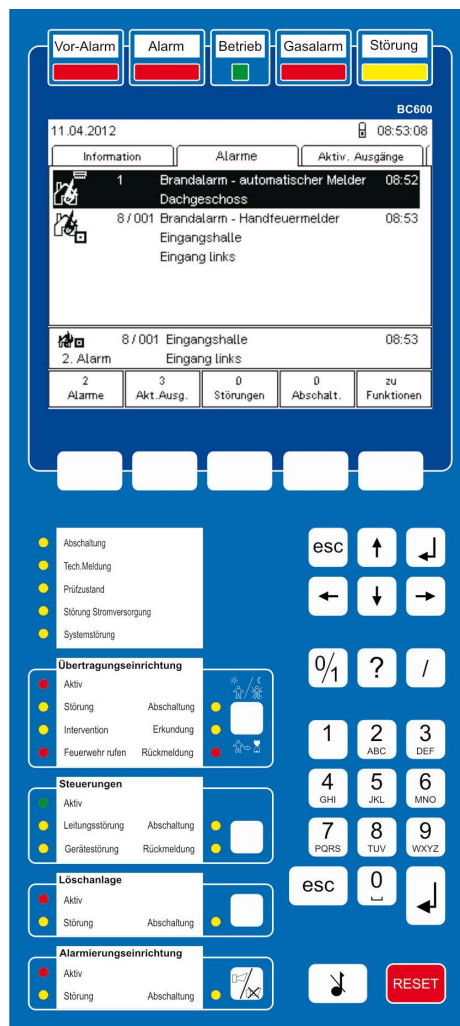 Vor-Alarm Alarm Betrieb Gasalarm Störung
BC600
11.04.2012 08:53:08
Information Alarme Aktiv. Ausgänge
1 Brandalarm - automatischer Melder 08:52
Dachgeschoss
8/001 Brandalarm - Handfeuermelder 08:53
Eingangshalle
Eingang links
8/001 Eingangshalle 08:53
2. Alarm Eingang links
2 3 0 0 zu
Alarme Akt.Ausg. Störungen Abschalt. Funktionen
Abschaltung
Tech.Meldung
Prüfzustand
Störung Stromversorgung
Systemstörung
esc
Übertragungseinrichtung
Aktiv
Störung Abschaltung
Intervention Erkundung
Feuerwehr rufen Rückmeldung
0/1 ? /
Steuerungen
Aktiv
Leitungsstörung Abschaltung
Gerätestörung Rückmeldung
Löschanlage
Aktiv
Störung Abschaltung
Alarmierungseinrichtung
Aktiv
Störung Abschaltung
1 2 3
ABC DEF
4 5 6
GHI JKL MNO
7 8 9
PQRS TUV WXYZ
esc 0
RESET